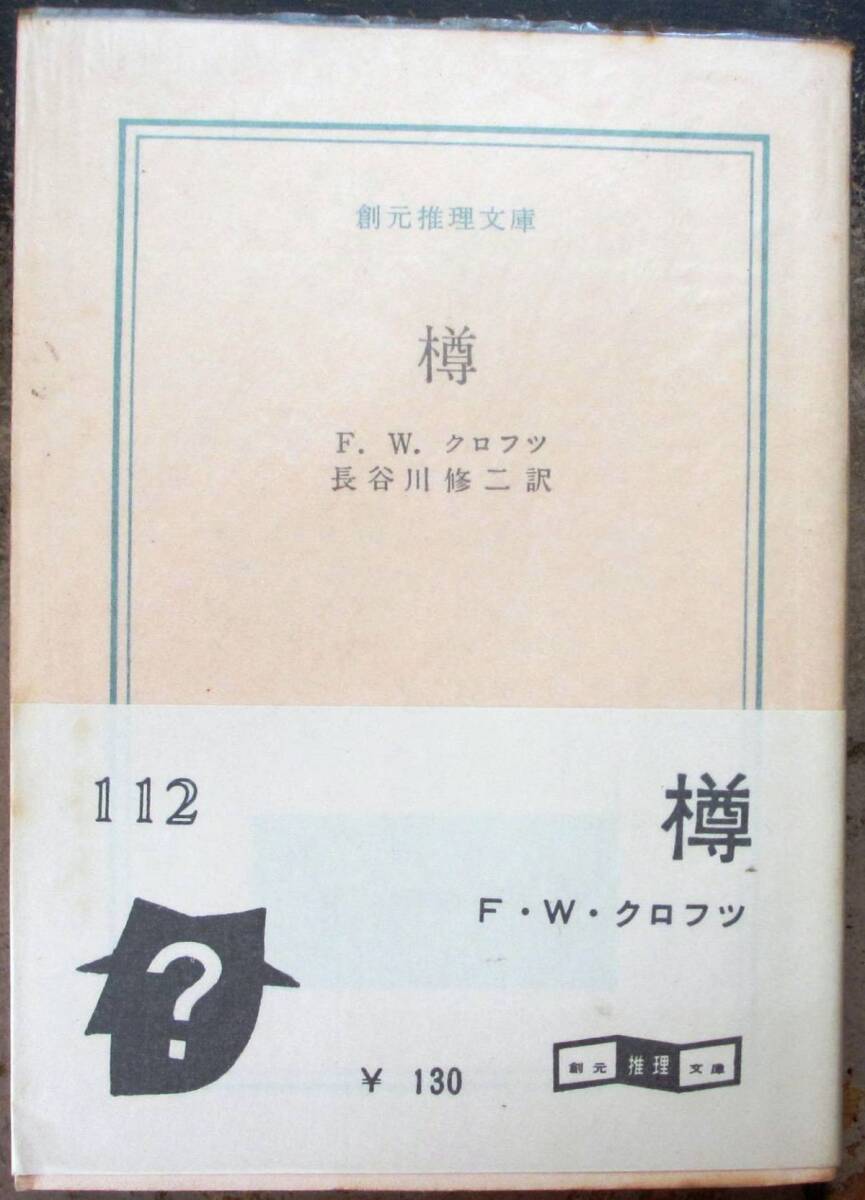 創元推理文庫
樽
F. W. クロフツ
長谷川修二訳
112
樽
F・W・クロフツ
?
¥ 130
創元推理文庫